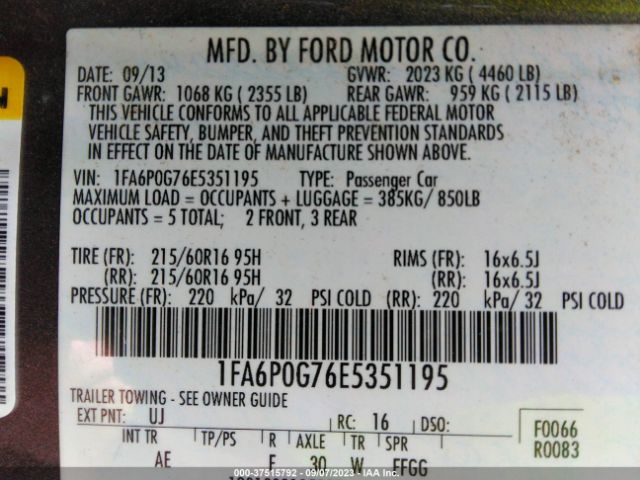 MFD. BY FORD MOTOR CO.
DATE: 09/13 GVWR: 2023 KG ( 4460 LB)
FRONT GAWR: 1068 KG ( 2355 LB) REAR GAWR: 959 KG ( 2115 LB)
THIS VEHICLE CONFORMS TO ALL APPLICABLE FEDERAL MOTOR
VEHICLE SAFETY, BUMPER, AND THEFT PREVENTION STANDARDS
IN EFFECT ON THE DATE OF MANUFACTURE SHOWN ABOVE.
VIN: 1FA6P0G76E5351195 TYPE: Passenger Car
MAXIMUM LOAD = OCCUPANTS + LUGGAGE = 385KG/ 850LB
OCCUPANTS = 5 TOTAL; 2 FRONT, 3 REAR
TIRE (FR): 215/60R16 95H RIMS (FR): 16x6.5J
(RR): 215/60R16 95H (RR): 16x6.5J
PRESSURE (FR): 220 kPa/ 32 PSI COLD (RR): 220 kPa/ 32 PSI COLD
1FA6P0G76E5351195
TRAILER TOWING - SEE OWNER GUIDE
EXT PNT: UJ RC: 16 DSO: F0066
R0083
INT TR TP/PS R AXLE TR SPR
AE F 30 W FFGG
000-37515792 - 09/07/2023 - IAA Inc.